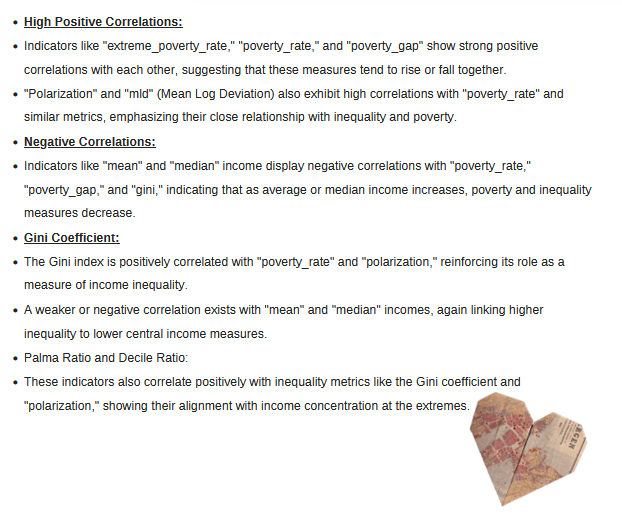 • High Positive Correlations:
• Indicators like "extreme_poverty_rate," "poverty_rate," and "poverty_gap" show strong positive
correlations with each other, suggesting that these measures tend to rise or fall together.
• "Polarization" and "mld" (Mean Log Deviation) also exhibit high correlations with "poverty_rate" and
similar metrics, emphasizing their close relationship with inequality and poverty.
• Negative Correlations:
• Indicators like "mean" and "median" income display negative correlations with "poverty_rate,"
"poverty_gap," and "gini," indicating that as average or median income increases, poverty and inequality
measures decrease.
• Gini Coefficient:
• The Gini index is positively correlated with "poverty_rate" and "polarization," reinforcing its role as a
measure of income inequality.
• A weaker or negative correlation exists with "mean" and "median" incomes, again linking higher
inequality to lower central income measures.
• Palma Ratio and Decile Ratio:
• These indicators also correlate positively with inequality metrics like the Gini coefficient and
"polarization," showing their alignment with income concentration at the extremes.